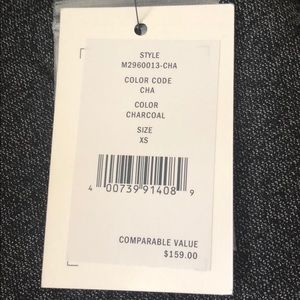 STYLE
M2960013-CHA
COLOR CODE
CHA
COLOR
CHARCOAL
SIZE
XS
4 00739 91408 9
COMPARABLE VALUE
$159.00